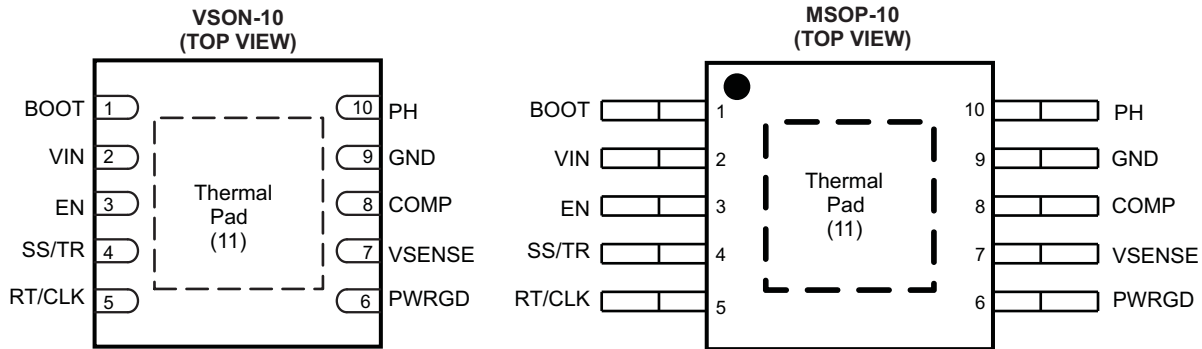 VSON-10
(TOP VIEW)
BOOT 1
VIN 2
EN 3
SS/TR 4
RT/CLK 5
Thermal
Pad
(11)
10 PH
9 GND
8 COMP
7 VSENSE
6 PWRGD
MSOP-10
(TOP VIEW)
BOOT 1
VIN 2
EN 3
SS/TR 4
RT/CLK 5
Thermal
Pad
(11)
10 PH
9 GND
8 COMP
7 VSENSE
6 PWRGD